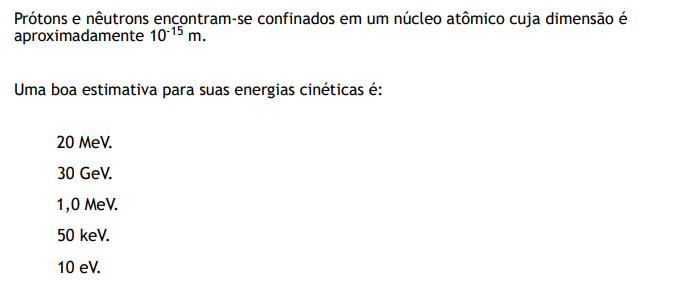 Prótons e nêutrons encontram-se confinados em um núcleo atômico cuja dimensão é
aproximadamente 10⁻¹⁵ m.
Uma boa estimativa para suas energias cinéticas é:
20 MeV.
30 GeV.
1,0 MeV.
50 keV.
10 eV.